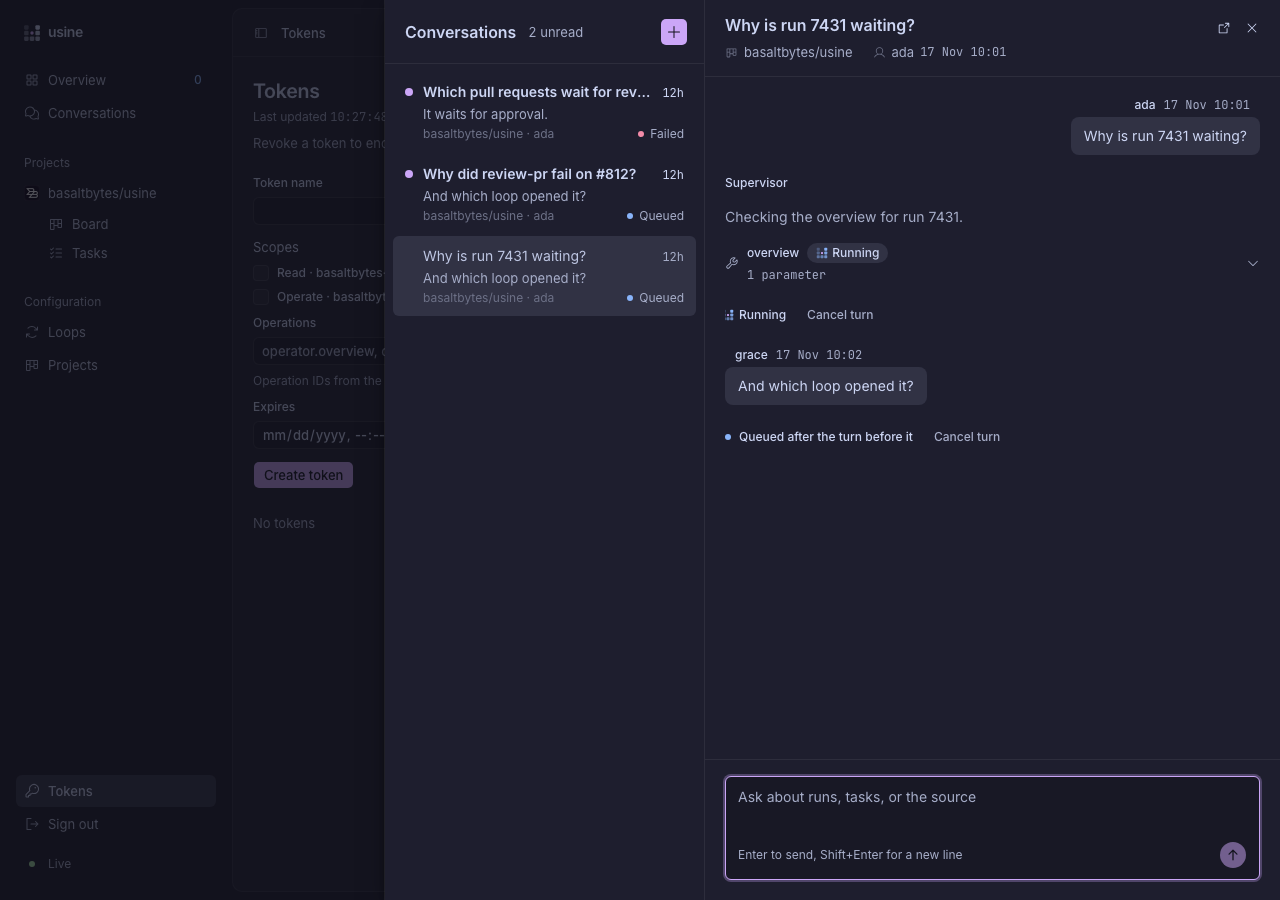 usine
Overview 0
Conversations
Projects
basaltbytes/usine
Board
Tasks
Configuration
Loops
Projects
Tokens
Sign out
Live
Tokens
Tokens
Last updated 10:27:48
Revoke a token to end
Token name
Scopes
Read · basaltbytes
Operate · basaltbyt
Operations
operator.overview,
Operation IDs from the
Expires
mm/dd/yyyy, --:--
Create token
No tokens
Conversations 2 unread
Which pull requests wait for rev… 12h
It waits for approval.
basaltbytes/usine · ada Failed
Why did review-pr fail on #812? 12h
And which loop opened it?
basaltbytes/usine · ada Queued
Why is run 7431 waiting? 12h
And which loop opened it?
basaltbytes/usine · ada Queued
Why is run 7431 waiting?
basaltbytes/usine ada 17 Nov 10:01
ada 17 Nov 10:01
Why is run 7431 waiting?
Supervisor
Checking the overview for run 7431.
overview Running
1 parameter
Running Cancel turn
grace 17 Nov 10:02
And which loop opened it?
Queued after the turn before it Cancel turn
Ask about runs, tasks, or the source
Enter to send, Shift+Enter for a new line